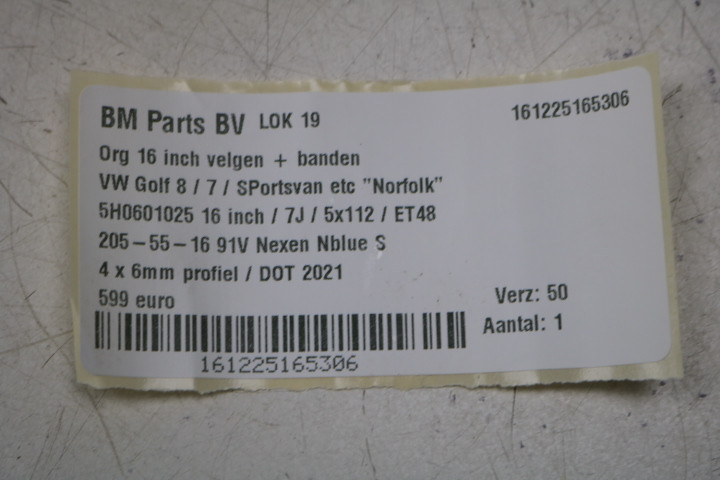 BM Parts BV LOK 19 161225165306
Org 16 inch velgen + banden
VW Golf 8 / 7 / SPortsvan etc "Norfolk"
5H0601025 16 inch / 7J / 5x112 / ET48
205-55-16 91V Nexen Nblue S
4 x 6mm profiel / DOT 2021
599 euro Verz: 50
Aantal: 1
161225165306